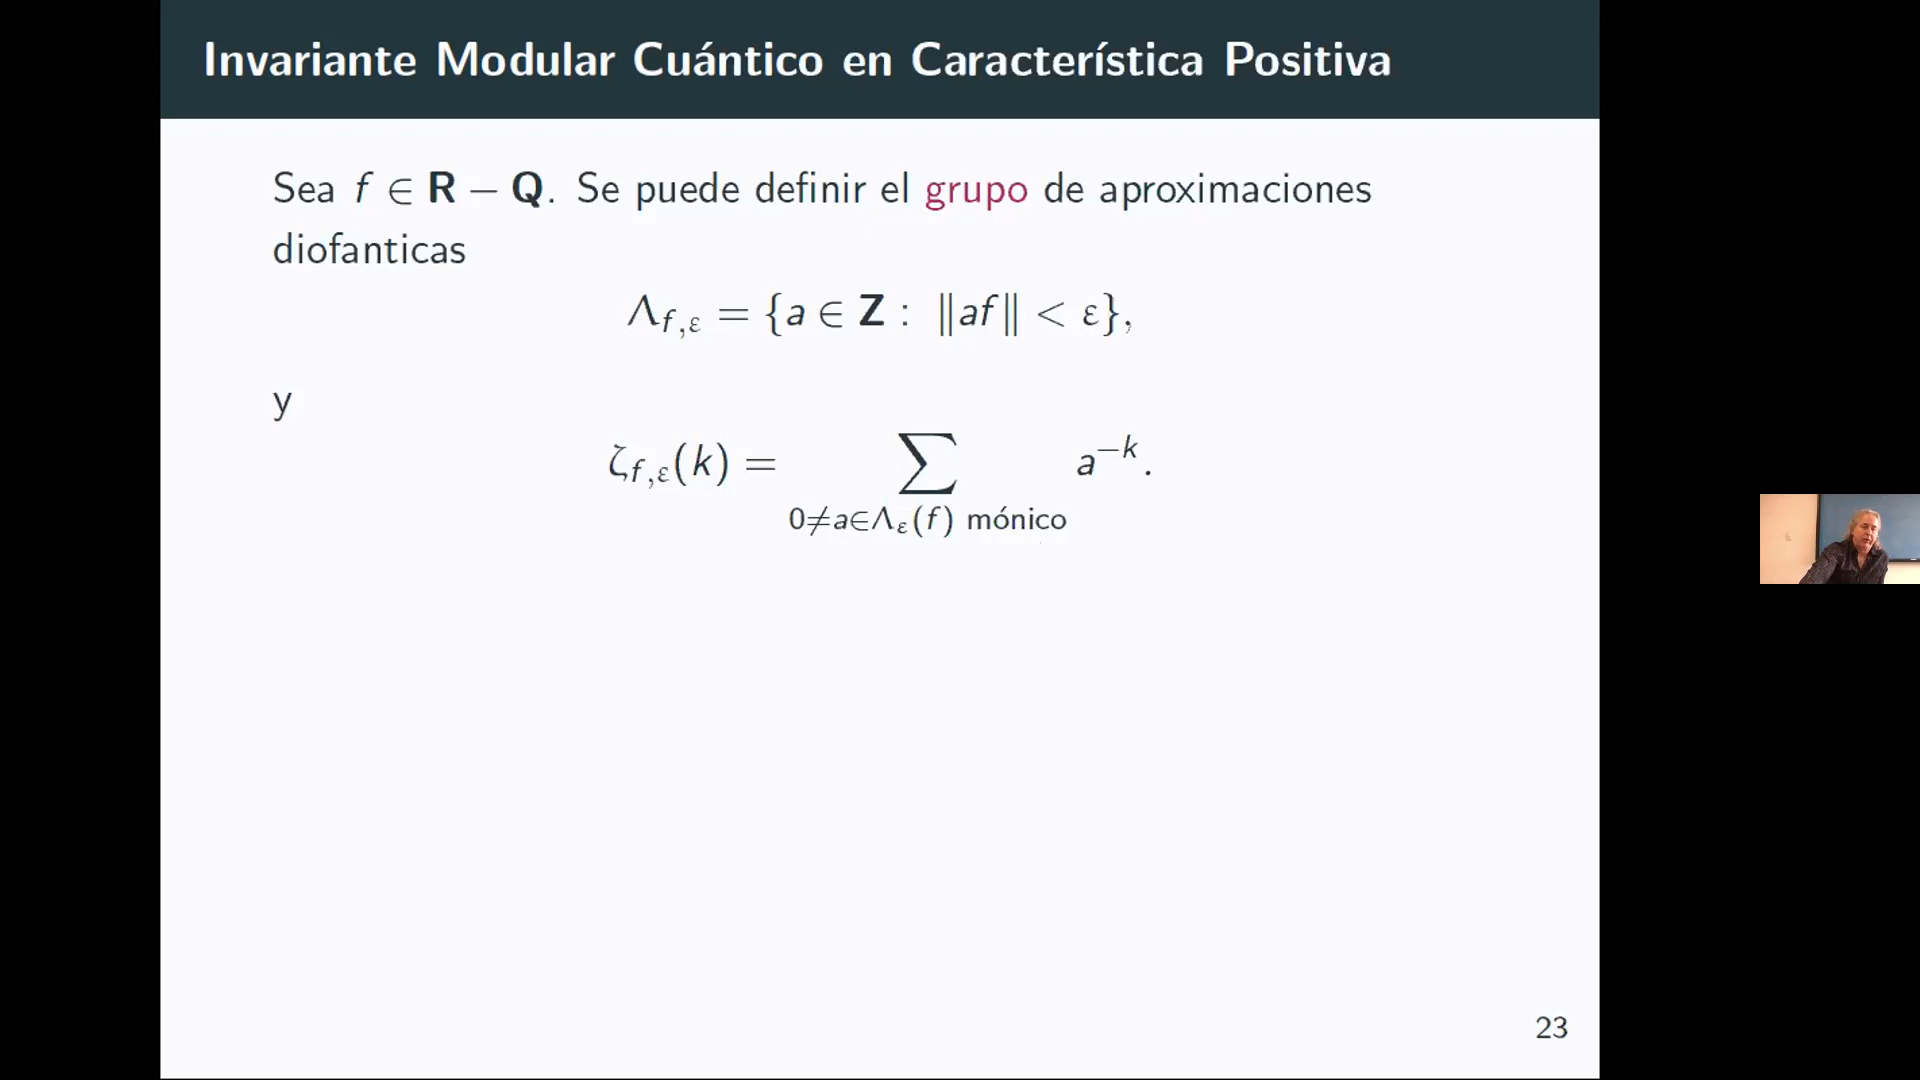 Invariante Modular Cuántico en Característica Positiva
Sea f ∈ R − Q. Se puede definir el grupo de aproximaciones
diofanticas
Λ_{f,ε} = {a ∈ Z : ‖af‖ < ε},
y
ζ_{f,ε}(k) = ∑_{0≠a∈Λ_ε(f) mónico} a^{−k}.
23